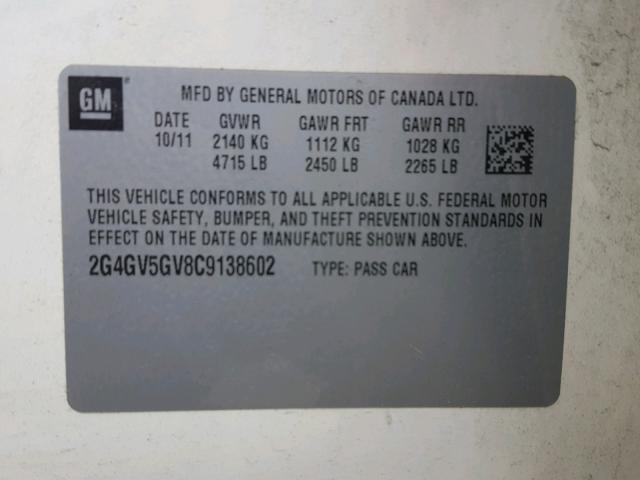 GM
MFD BY GENERAL MOTORS OF CANADA LTD.
DATE GVWR GAWR FRT GAWR RR
10/11 2140 KG 1112 KG 1028 KG
4715 LB 2450 LB 2265 LB
THIS VEHICLE CONFORMS TO ALL APPLICABLE U.S. FEDERAL MOTOR
VEHICLE SAFETY, BUMPER, AND THEFT PREVENTION STANDARDS IN
EFFECT ON THE DATE OF MANUFACTURE SHOWN ABOVE.
2G4GV5GV8C9138602 TYPE: PASS CAR